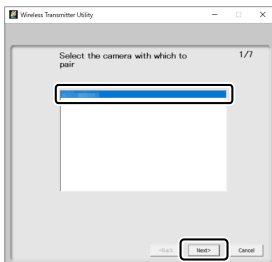 Wireless Transmitter Utility
Select the camera with which to
pair
1/7
<Back
Next>
Cancel